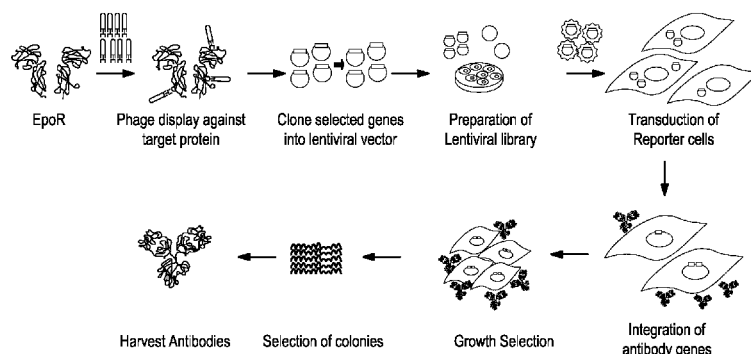 EpoR
Phage display against
target protein
Clone selected genes
into lentiviral vector
Preparation of
Lentiviral library
Transduction of
Reporter cells
Harvest Antibodies
Selection of colonies
Growth Selection
Integration of
antibody genes